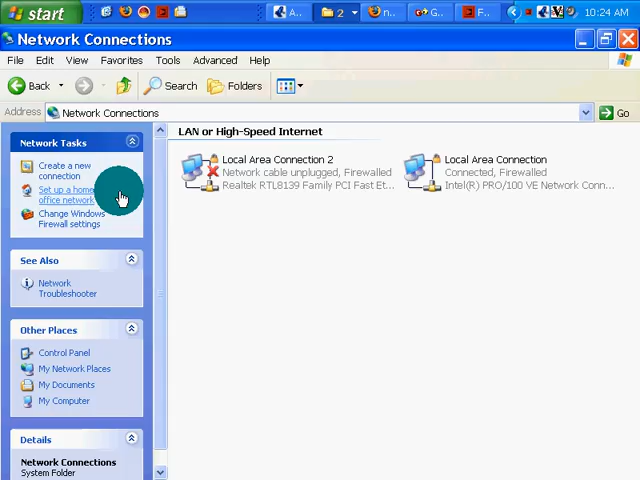 start
A...
2
n...
G...
F...
10:24 AM
Network Connections
File Edit View Favorites Tools Advanced Help
Back Search Folders
Address Network Connections Go
Network Tasks
Create a new
connection
Set up a home
office network
Change Windows
Firewall settings
See Also
Network
Troubleshooter
Other Places
Control Panel
My Network Places
My Documents
My Computer
Details
Network Connections
System Folder
LAN or High-Speed Internet
Local Area Connection 2
Network cable unplugged, Firewalled
Realtek RTL8139 Family PCI Fast Et...
Local Area Connection
Connected, Firewalled
Intel(R) PRO/100 VE Network Conn...